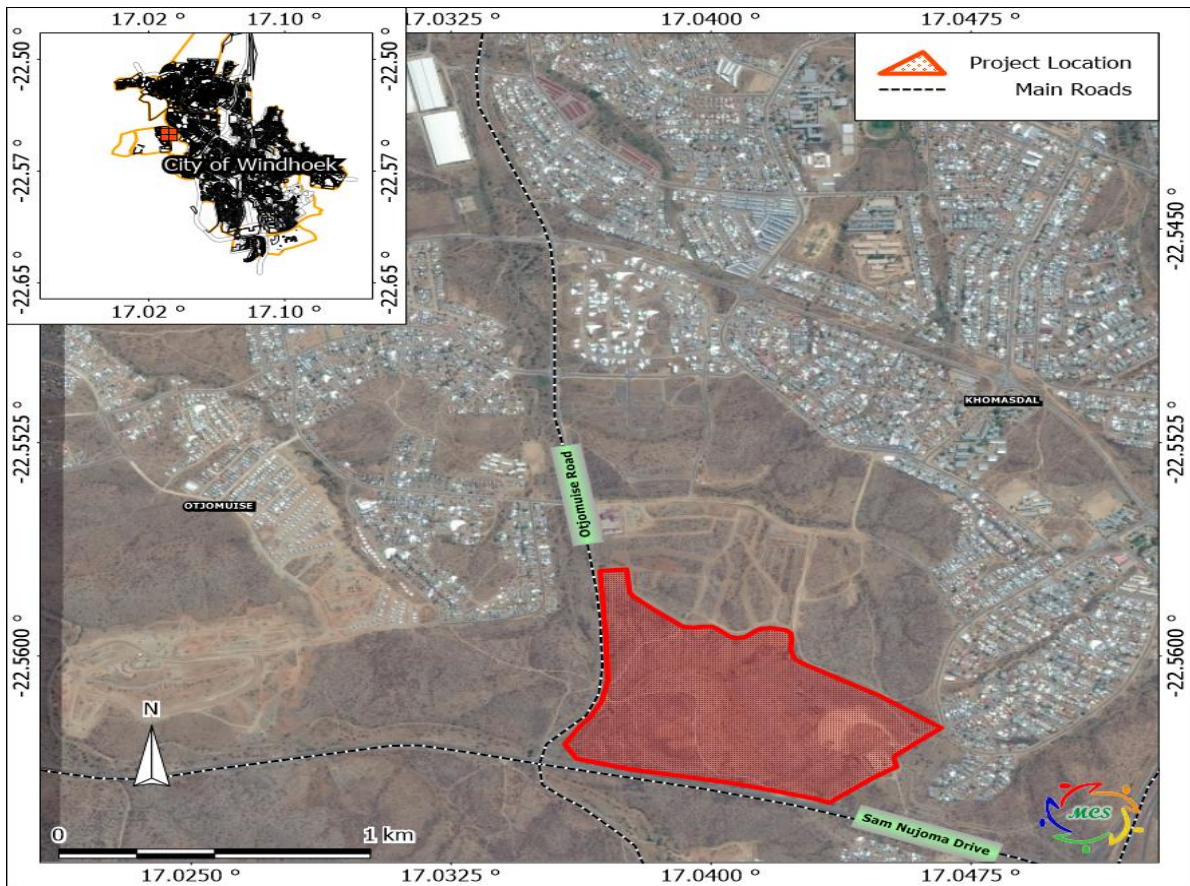 17.0325 °
17.0400 °
17.0475 °
17.02 °
17.10 °
-22.50
-22.57
-22.65
-22.50
-22.57
-22.65
City of Windhoek
17.02 °
17.10 °
Project Location
Main Roads
-22.5450
-22.5525
-22.5600
-22.5525
-22.5600
KHOMASDAL
OTJOMUISE
Otjomuise Road
Sam Nujoma Drive
N
0
1 km
MCS
17.0250 °
17.0325 °
17.0400 °
17.0475 °